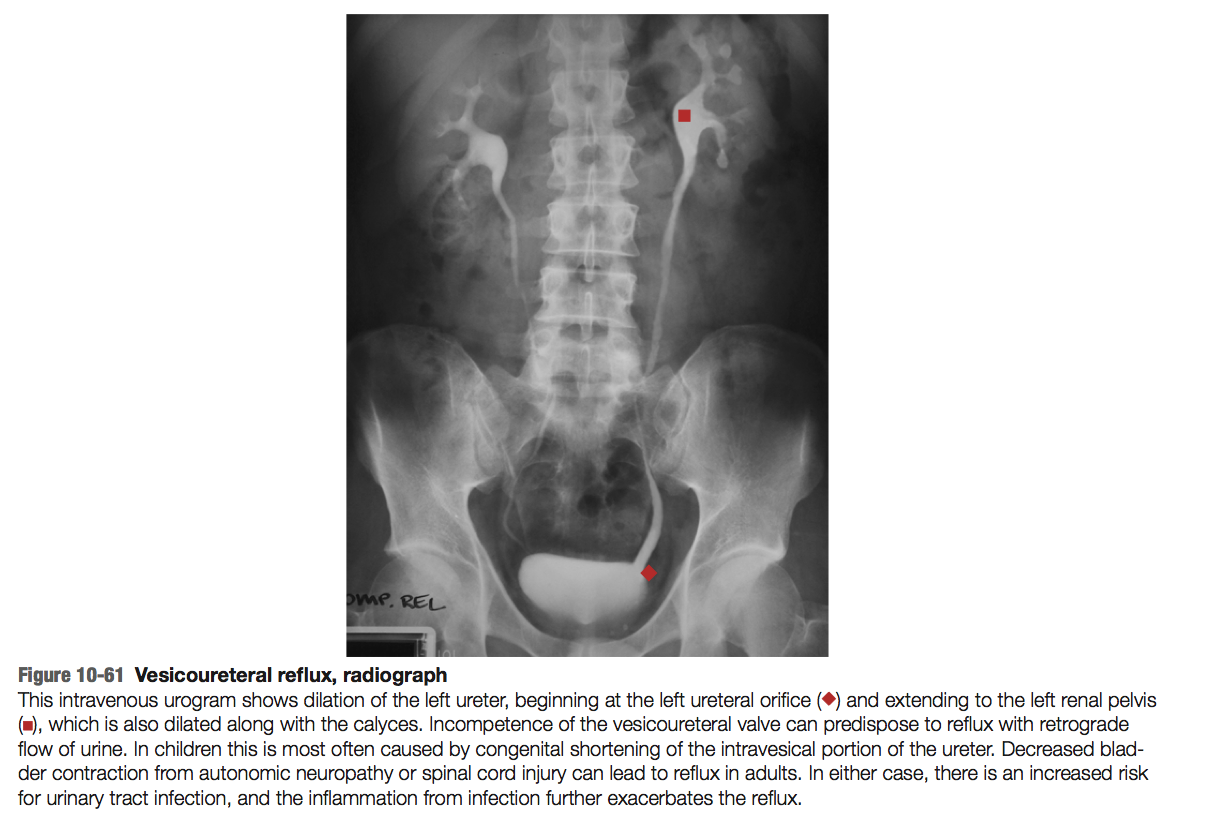 OMP. REL
Figure 10-61 Vesicoureteral reflux, radiograph
This intravenous urogram shows dilation of the left ureter, beginning at the left ureteral orifice (◆) and extending to the left renal pelvis
(■), which is also dilated along with the calyces. Incompetence of the vesicoureteral valve can predispose to reflux with retrograde
flow of urine. In children this is most often caused by congenital shortening of the intravesical portion of the ureter. Decreased blad-
der contraction from autonomic neuropathy or spinal cord injury can lead to reflux in adults. In either case, there is an increased risk
for urinary tract infection, and the inflammation from infection further exacerbates the reflux.